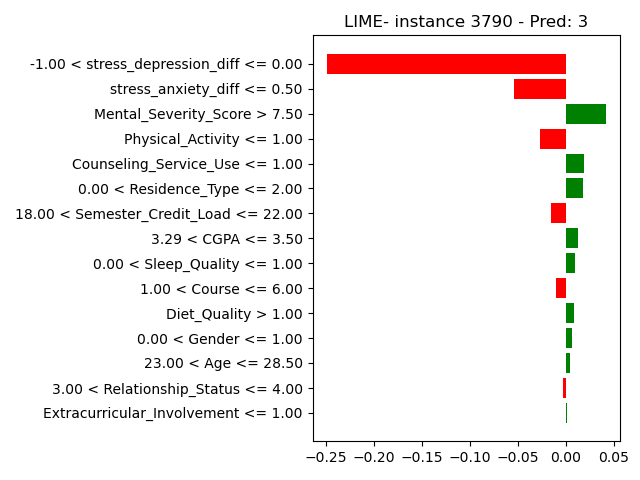 LIME- instance 3790 - Pred: 3
-1.00 < stress_depression_diff <= 0.00
stress_anxiety_diff <= 0.50
Mental_Severity_Score > 7.50
Physical_Activity <= 1.00
Counseling_Service_Use <= 1.00
0.00 < Residence_Type <= 2.00
18.00 < Semester_Credit_Load <= 22.00
3.29 < CGPA <= 3.50
0.00 < Sleep_Quality <= 1.00
1.00 < Course <= 6.00
Diet_Quality > 1.00
0.00 < Gender <= 1.00
23.00 < Age <= 28.50
3.00 < Relationship_Status <= 4.00
Extracurricular_Involvement <= 1.00
−0.25 −0.20 −0.15 −0.10 −0.05 0.00 0.05